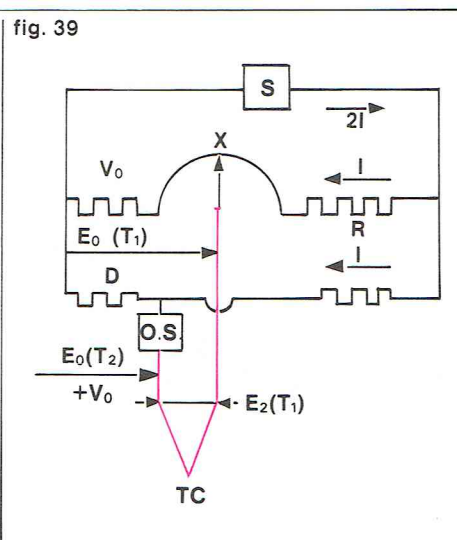 fig. 39
S
2I
X
V₀
I
R
E₀ (T₁)
I
D
O.S.
E₀(T₂)
+V₀
E₂(T₁)
TC